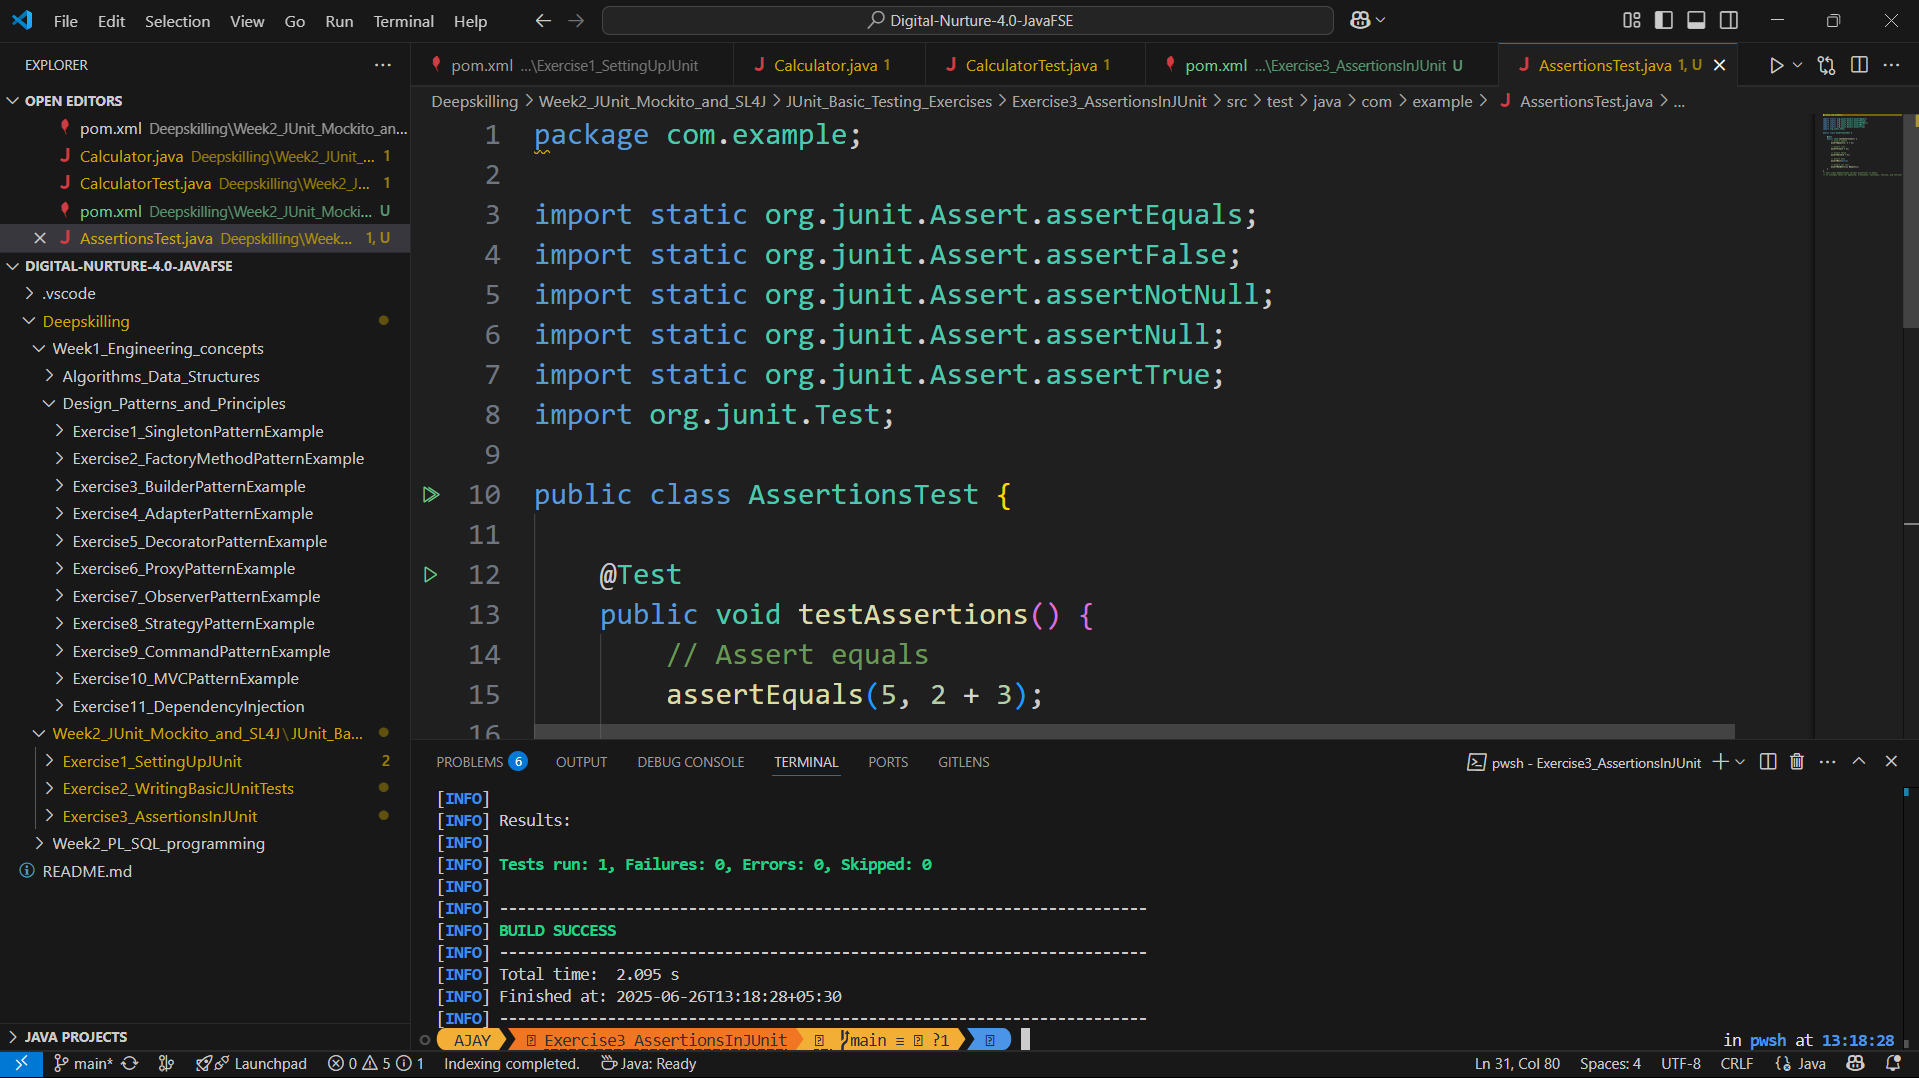 File Edit Selection View Go Run Terminal Help
Digital-Nurture-4.0-JavaFSE
EXPLORER
OPEN EDITORS
pom.xml Deepskilling\Week2_JUnit_Mockito_an...
Calculator.java Deepskilling\Week2_JUnit_... 1
CalculatorTest.java Deepskilling\Week2_J... 1
pom.xml Deepskilling\Week2_JUnit_Mocki... U
AssertionsTest.java Deepskilling\Week... 1, U
DIGITAL-NURTURE-4.0-JAVAFSE
.vscode
Deepskilling
Week1_Engineering_concepts
Algorithms_Data_Structures
Design_Patterns_and_Principles
Exercise1_SingletonPatternExample
Exercise2_FactoryMethodPatternExample
Exercise3_BuilderPatternExample
Exercise4_AdapterPatternExample
Exercise5_DecoratorPatternExample
Exercise6_ProxyPatternExample
Exercise7_ObserverPatternExample
Exercise8_StrategyPatternExample
Exercise9_CommandPatternExample
Exercise10_MVCPatternExample
Exercise11_DependencyInjection
Week2_JUnit_Mockito_and_SL4J\JUnit_Ba...
Exercise1_SettingUpJUnit 2
Exercise2_WritingBasicJUnitTests
Exercise3_AssertionsInJUnit
Week2_PL_SQL_programming
README.md
JAVA PROJECTS
pom.xml ...\Exercise1_SettingUpJUnit
Calculator.java 1
CalculatorTest.java 1
pom.xml ...\Exercise3_AssertionsInJUnit U
AssertionsTest.java 1, U
Deepskilling > Week2_JUnit_Mockito_and_SL4J > JUnit_Basic_Testing_Exercises > Exercise3_AssertionsInJUnit > src > test > java > com > example > AssertionsTest.java > ...
1 package com.example;
2
3 import static org.junit.Assert.assertEquals;
4 import static org.junit.Assert.assertFalse;
5 import static org.junit.Assert.assertNotNull;
6 import static org.junit.Assert.assertNull;
7 import static org.junit.Assert.assertTrue;
8 import org.junit.Test;
9
10 public class AssertionsTest {
11
12 @Test
13 public void testAssertions() {
14 // Assert equals
15 assertEquals(5, 2 + 3);
16
PROBLEMS 6 OUTPUT DEBUG CONSOLE TERMINAL PORTS GITLENS
pwsh - Exercise3_AssertionsInJUnit
[INFO]
[INFO] Results:
[INFO]
[INFO] Tests run: 1, Failures: 0, Errors: 0, Skipped: 0
[INFO]
[INFO] ------------------------------------------------------------------------
[INFO] BUILD SUCCESS
[INFO] ------------------------------------------------------------------------
[INFO] Total time:  2.095 s
[INFO] Finished at: 2025-06-26T13:18:28+05:30
[INFO] ------------------------------------------------------------------------
AJAY Exercise3_AssertionsInJUnit main ≡ ?1
in pwsh at 13:18:28
main* Launchpad 0 5 1 Indexing completed. Java: Ready
Ln 31, Col 80 Spaces: 4 UTF-8 CRLF Java